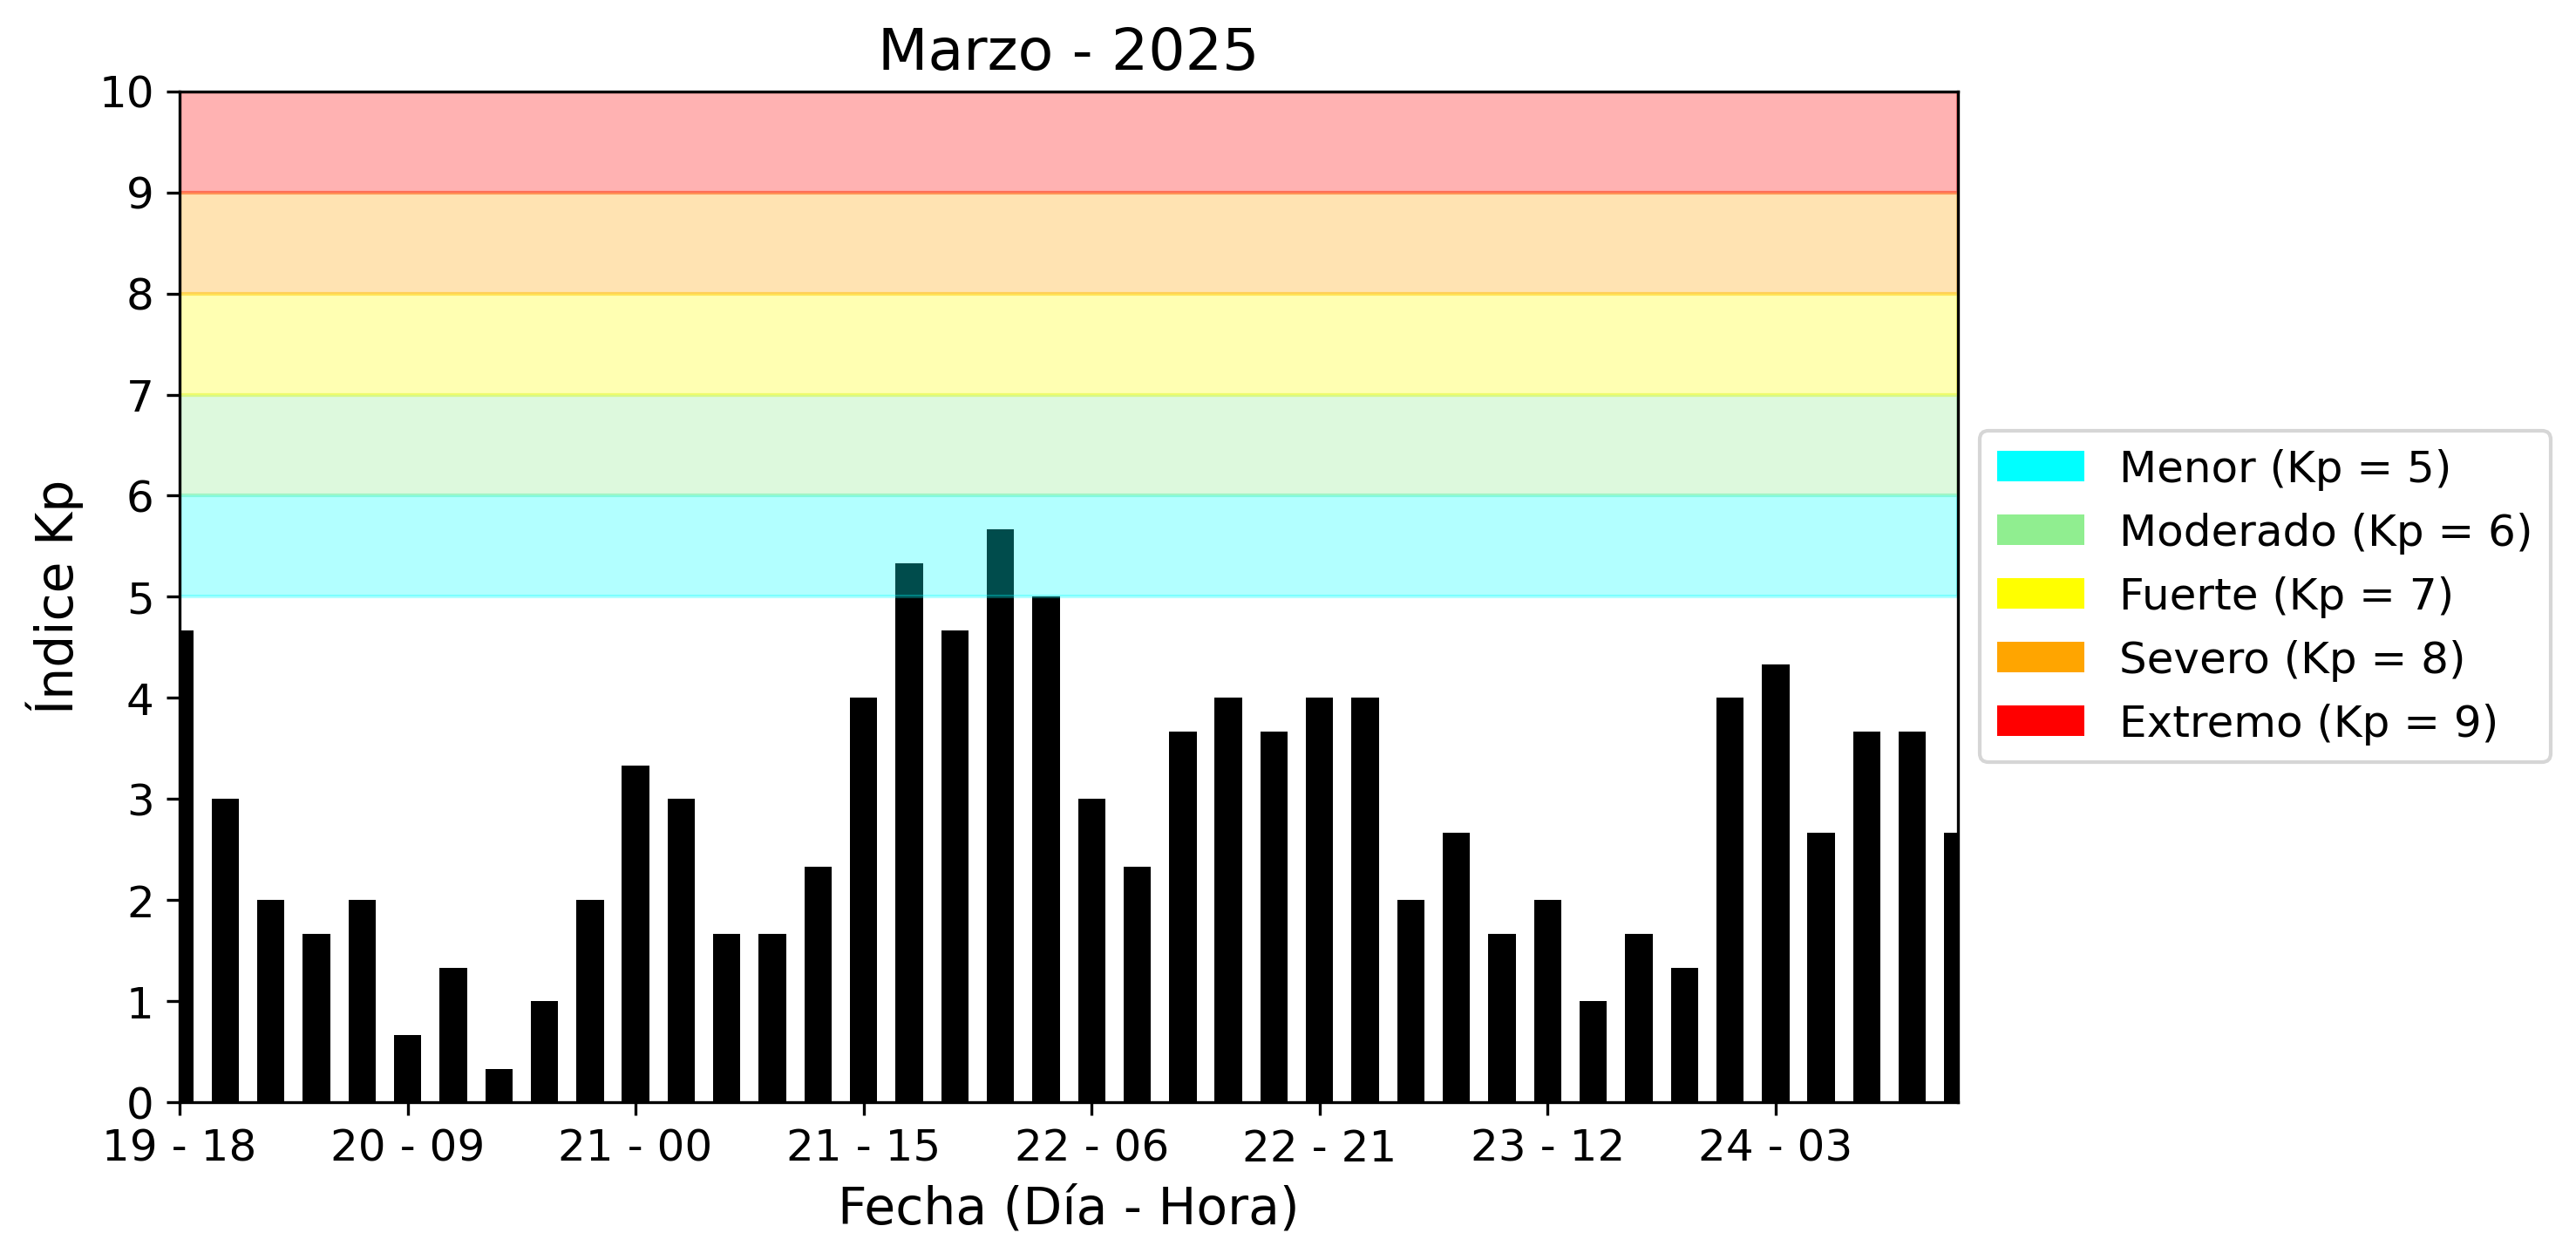 Marzo - 2025
Índice Kp
10
9
8
7
6
5
4
3
2
1
0
19 - 18
20 - 09
21 - 00
21 - 15
22 - 06
22 - 21
23 - 12
24 - 03
Fecha (Día - Hora)
Menor (Kp = 5)
Moderado (Kp = 6)
Fuerte (Kp = 7)
Severo (Kp = 8)
Extremo (Kp = 9)